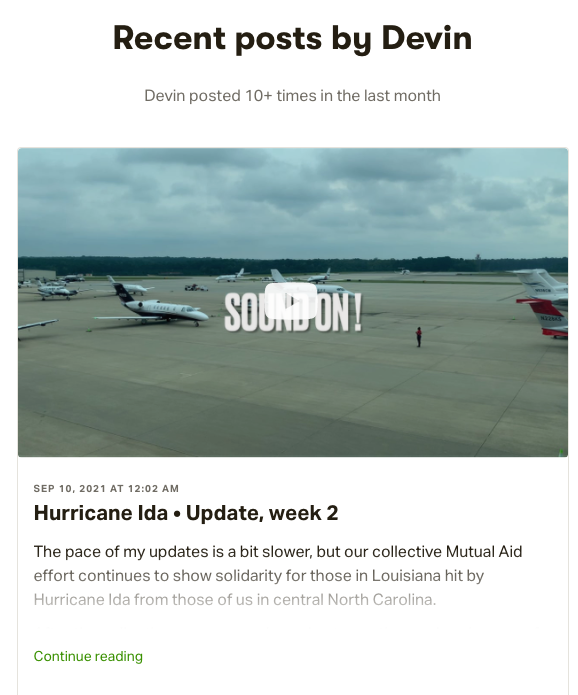 Recent posts by Devin
Devin posted 10+ times in the last month
SOUND ON!
SEP 10, 2021 AT 12:02 AM
Hurricane Ida • Update, week 2
The pace of my updates is a bit slower, but our collective Mutual Aid
effort continues to show solidarity for those in Louisiana hit by
Hurricane Ida from those of us in central North Carolina.
Continue reading